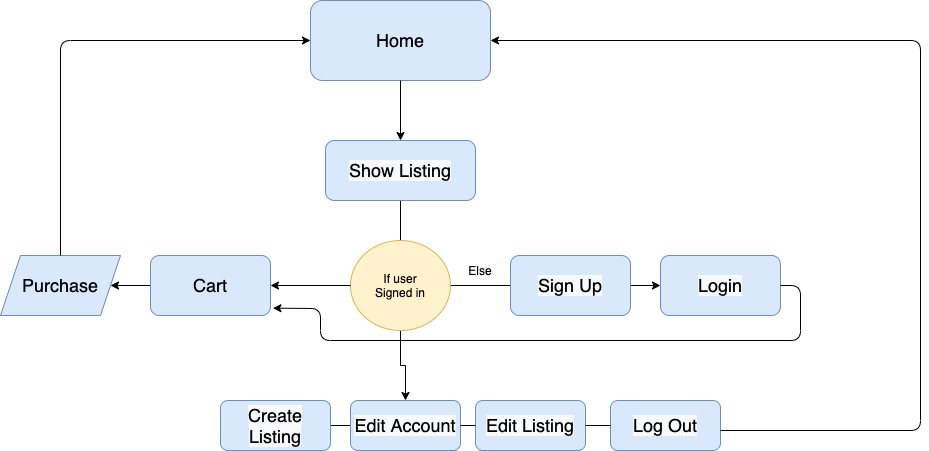 Home
Show Listing
If user
Signed in
Else
Purchase
Cart
Sign Up
Login
Create
Listing
Edit Account
Edit Listing
Log Out